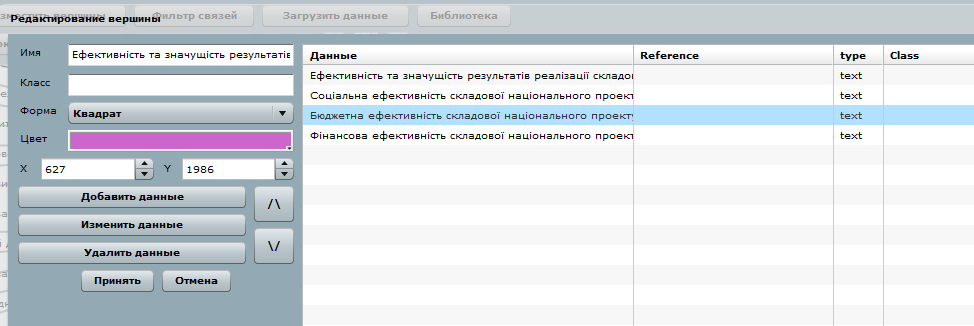 Фильтр связей
Загрузить данные
Библиотека
Редактирование вершины
Имя
Ефективність та значущість результатів
Класс
Форма
Квадрат
Цвет
X
627
Y
1986
Добавить данные
Изменить данные
Удалить данные
/\
\/
Принять
Отмена
Данные Reference type Class
Ефективність та значущість результатів реалізації складо text
Соціальна ефективність складової національного проект text
Бюджетна ефективність складової національного проекту text
Фінансова ефективність складової національного проект text